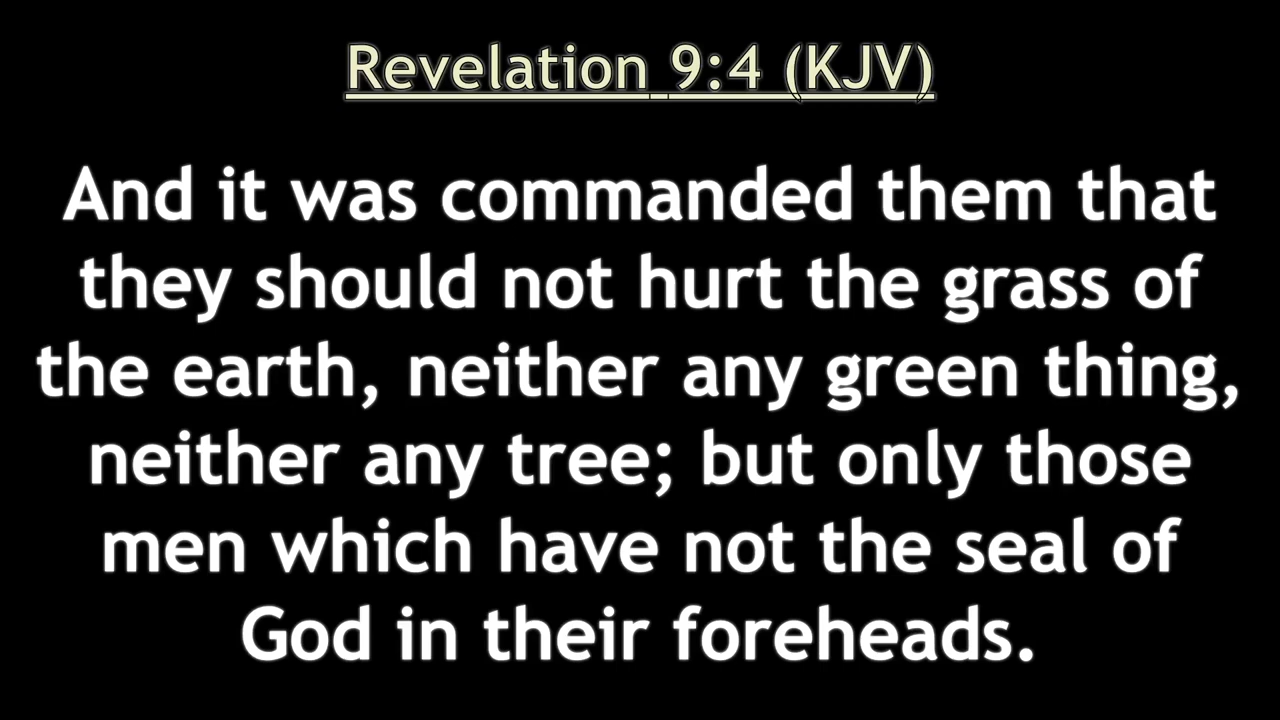 Revelation 9:4 (KJV)
And it was commanded them that
they should not hurt the grass of
the earth, neither any green thing,
neither any tree; but only those
men which have not the seal of
God in their foreheads.